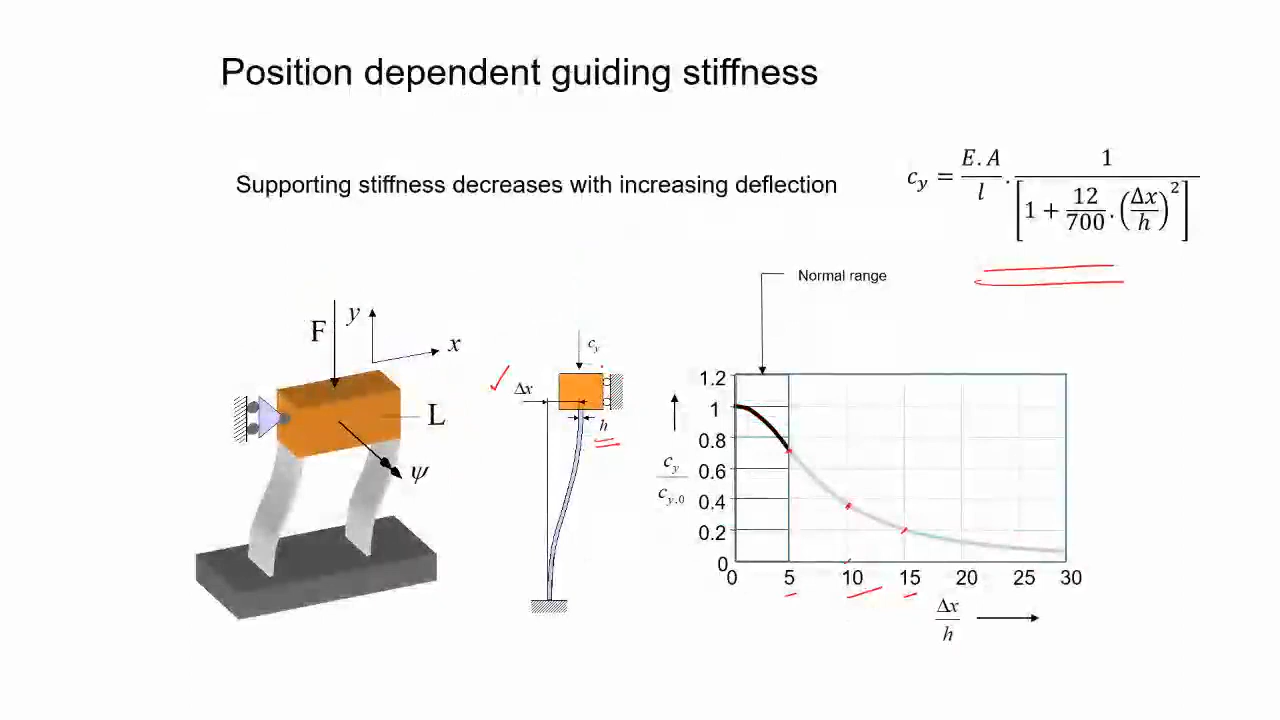 Position dependent guiding stiffness
Supporting stiffness decreases with increasing deflection
c_y = E.A/l . 1/[1 + 12/700 . (Δx/h)^2]
Normal range
F
y
x
L
ψ
c_y
Δx
h
1.2
1
0.8
0.6
0.4
0.2
0
c_y/c_y,0
0 5 10 15 20 25 30
Δx/h